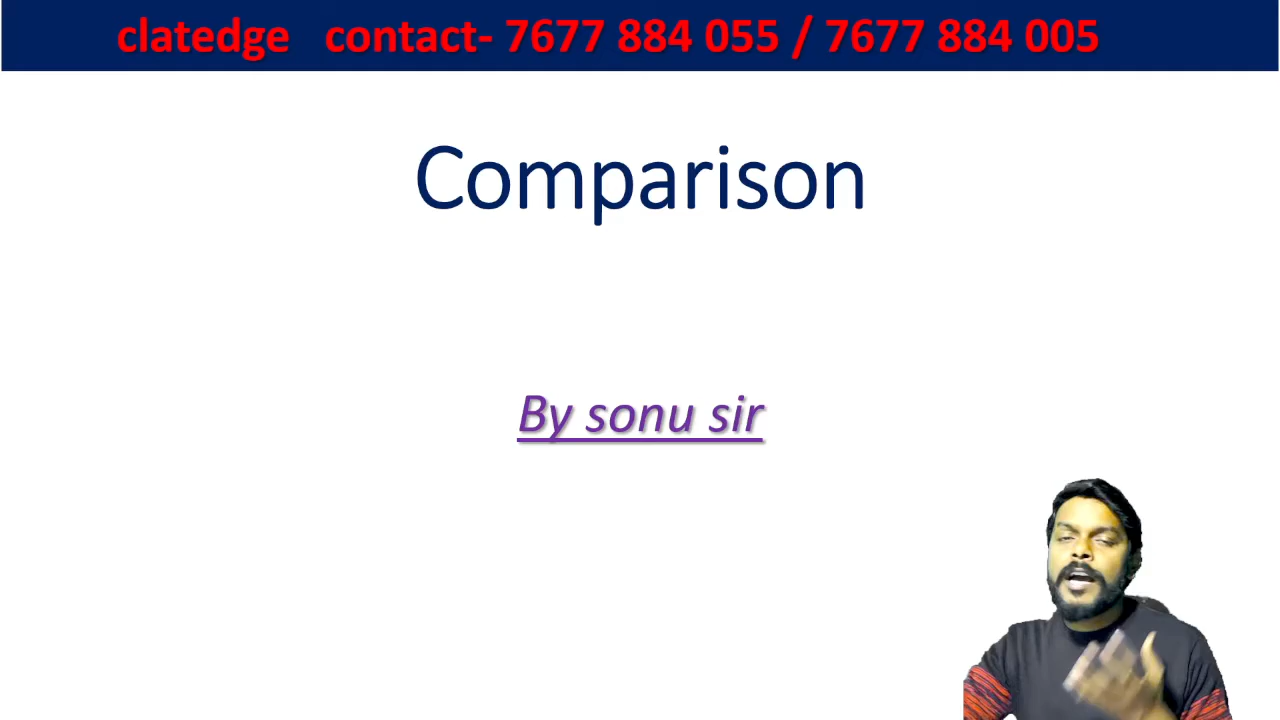 clatedge contact- 7677 884 055 / 7677 884 005
Comparison
By sonu sir